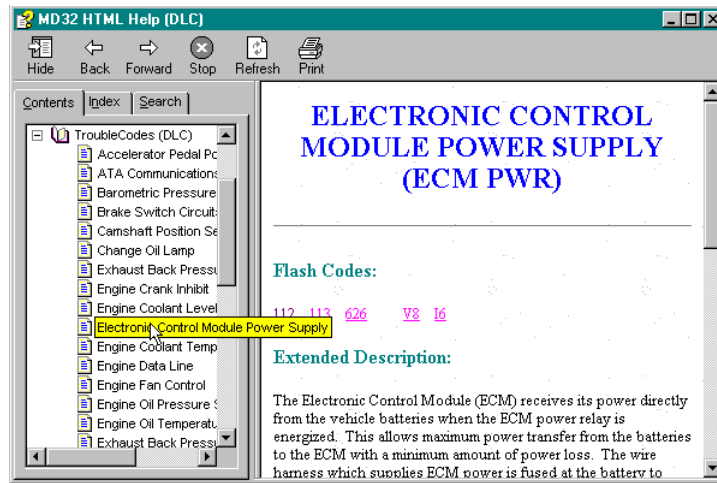 MD32 HTML Help (DLC)
Hide Back Forward Stop Refresh Print
Contents Index Search
TroubleCodes (DLC)
Accelerator Pedal Pc
ATA Communications
Barometric Pressure
Brake Switch Circuit:
Camshaft Position Se
Change Oil Lamp
Exhaust Back Pressu
Engine Crank Inhibit
Engine Coolant Level
Electronic Control Module Power Supply
Engine Coolant Temp
Engine Data Line
Engine Fan Control
Engine Oil Pressure S
Engine Oil Temperatu
Exhaust Back Pressu
ELECTRONIC CONTROL
MODULE POWER SUPPLY
(ECM PWR)
Flash Codes:
112 113 626 V8 I6
Extended Description:
The Electronic Control Module (ECM) receives its power directly
from the vehicle batteries when the ECM power relay is
energized. This allows maximum power transfer from the batteries
to the ECM with a minimum amount of power loss. The wire
harness which supplies ECM power is fused at the battery to